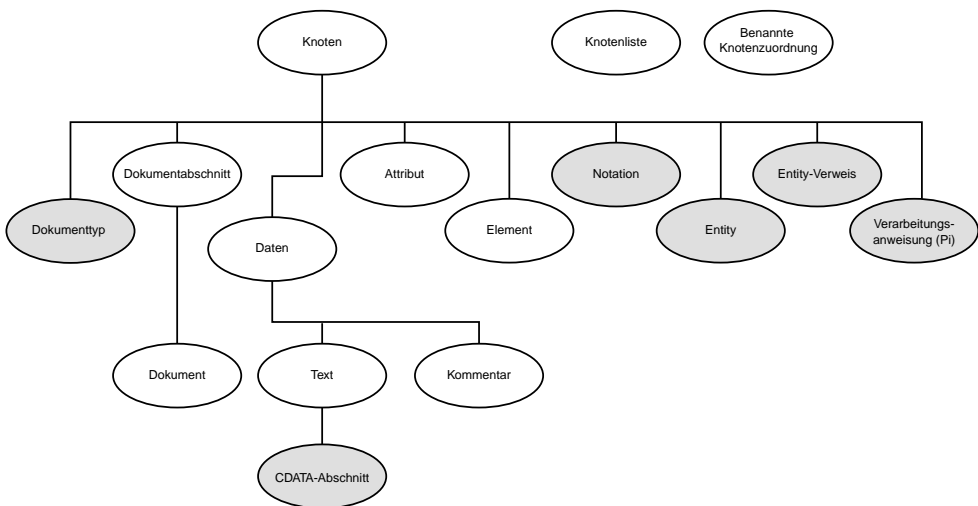 Knoten
Knotenliste
Benannte
Knotenzuordnung
Dokumentabschnitt
Attribut
Notation
Entity-Verweis
Dokumenttyp
Daten
Element
Entity
Verarbeitungs-
anweisung (Pi)
Dokument
Text
Kommentar
CDATA-Abschnitt